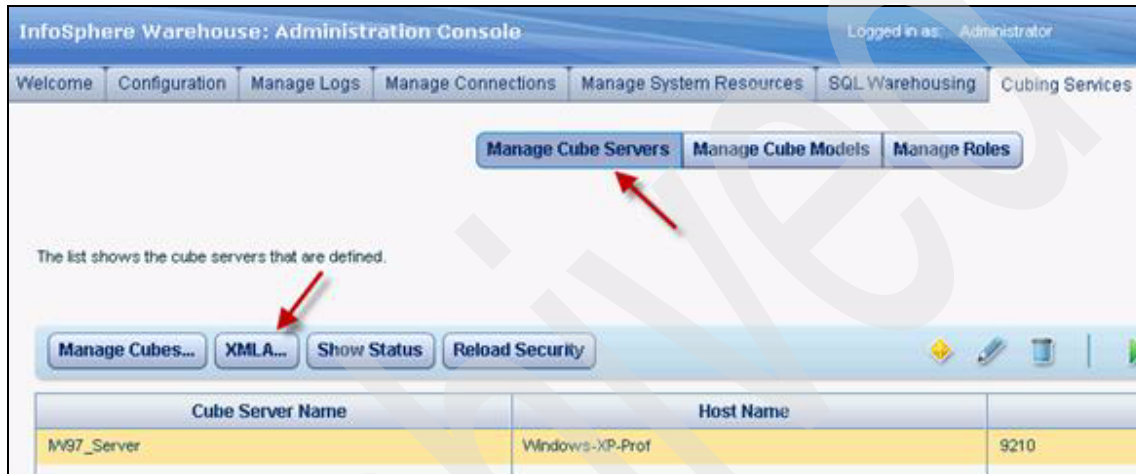 InfoSphere Warehouse: Administration Console Logged in as: Administrator
Welcome Configuration Manage Logs Manage Connections Manage System Resources SQL Warehousing Cubing Services
Manage Cube Servers Manage Cube Models Manage Roles
The list shows the cube servers that are defined.
Manage Cubes... XMLA... Show Status Reload Security
Cube Server Name Host Name
IW97_Server Windows-XP-Prof 9210